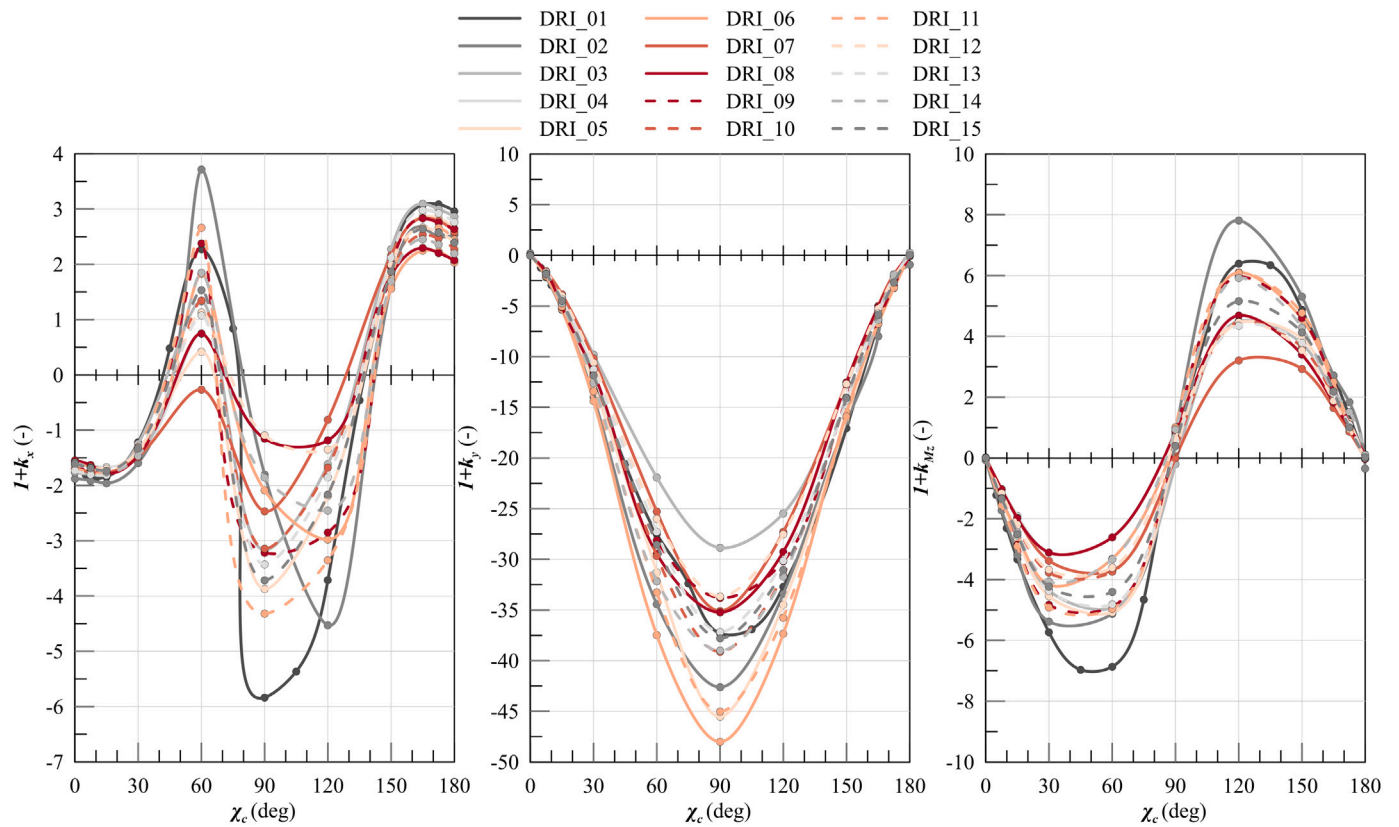 DRI_01 DRI_06 DRI_11
DRI_02 DRI_07 DRI_12
DRI_03 DRI_08 DRI_13
DRI_04 DRI_09 DRI_14
DRI_05 DRI_10 DRI_15
4
3
2
1
0
-1
-2
-3
-4
-5
-6
-7
1+kx (-)
0 30 60 90 120 150 180
χc (deg)
10
5
0
-5
-10
-15
-20
-25
-30
-35
-40
-45
-50
1+ky (-)
0 30 60 90 120 150 180
χc (deg)
10
8
6
4
2
0
-2
-4
-6
-8
-10
1+kMz (-)
0 30 60 90 120 150 180
χc (deg)